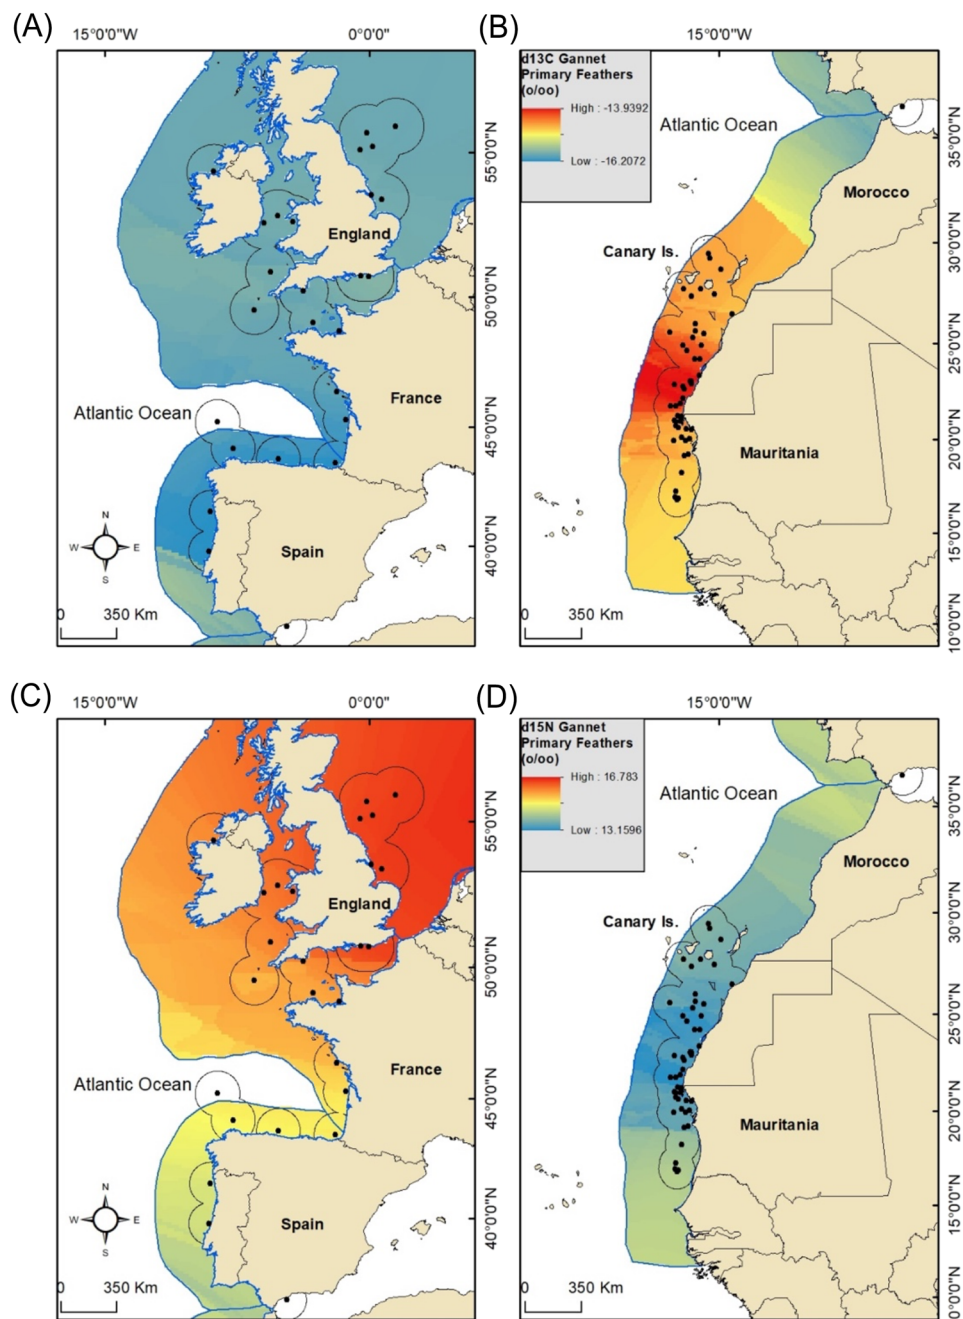 (A)
15°0'0"W
0°0'0"
England
France
Atlantic Ocean
Spain
N
W
E
S
0
350 Km
55°0'0"N
50°0'0"N
45°0'0"N
40°0'0"N
(B)
15°0'0"W
d13C Gannet
Primary Feathers
(o/oo)
High : -13.9392
Low : -16.2072
Atlantic Ocean
Morocco
Canary Is.
Mauritania
0
350 Km
35°0'0"N
30°0'0"N
25°0'0"N
20°0'0"N
15°0'0"N
10°0'0"N
(C)
15°0'0"W
0°0'0"
England
France
Atlantic Ocean
Spain
N
W
E
S
0
350 Km
55°0'0"N
50°0'0"N
45°0'0"N
40°0'0"N
(D)
15°0'0"W
d15N Gannet
Primary Feathers
(o/oo)
High : 16.783
Low : 13.1596
Atlantic Ocean
Morocco
Canary Is.
Mauritania
0
350 Km
35°0'0"N
30°0'0"N
25°0'0"N
20°0'0"N
15°0'0"N